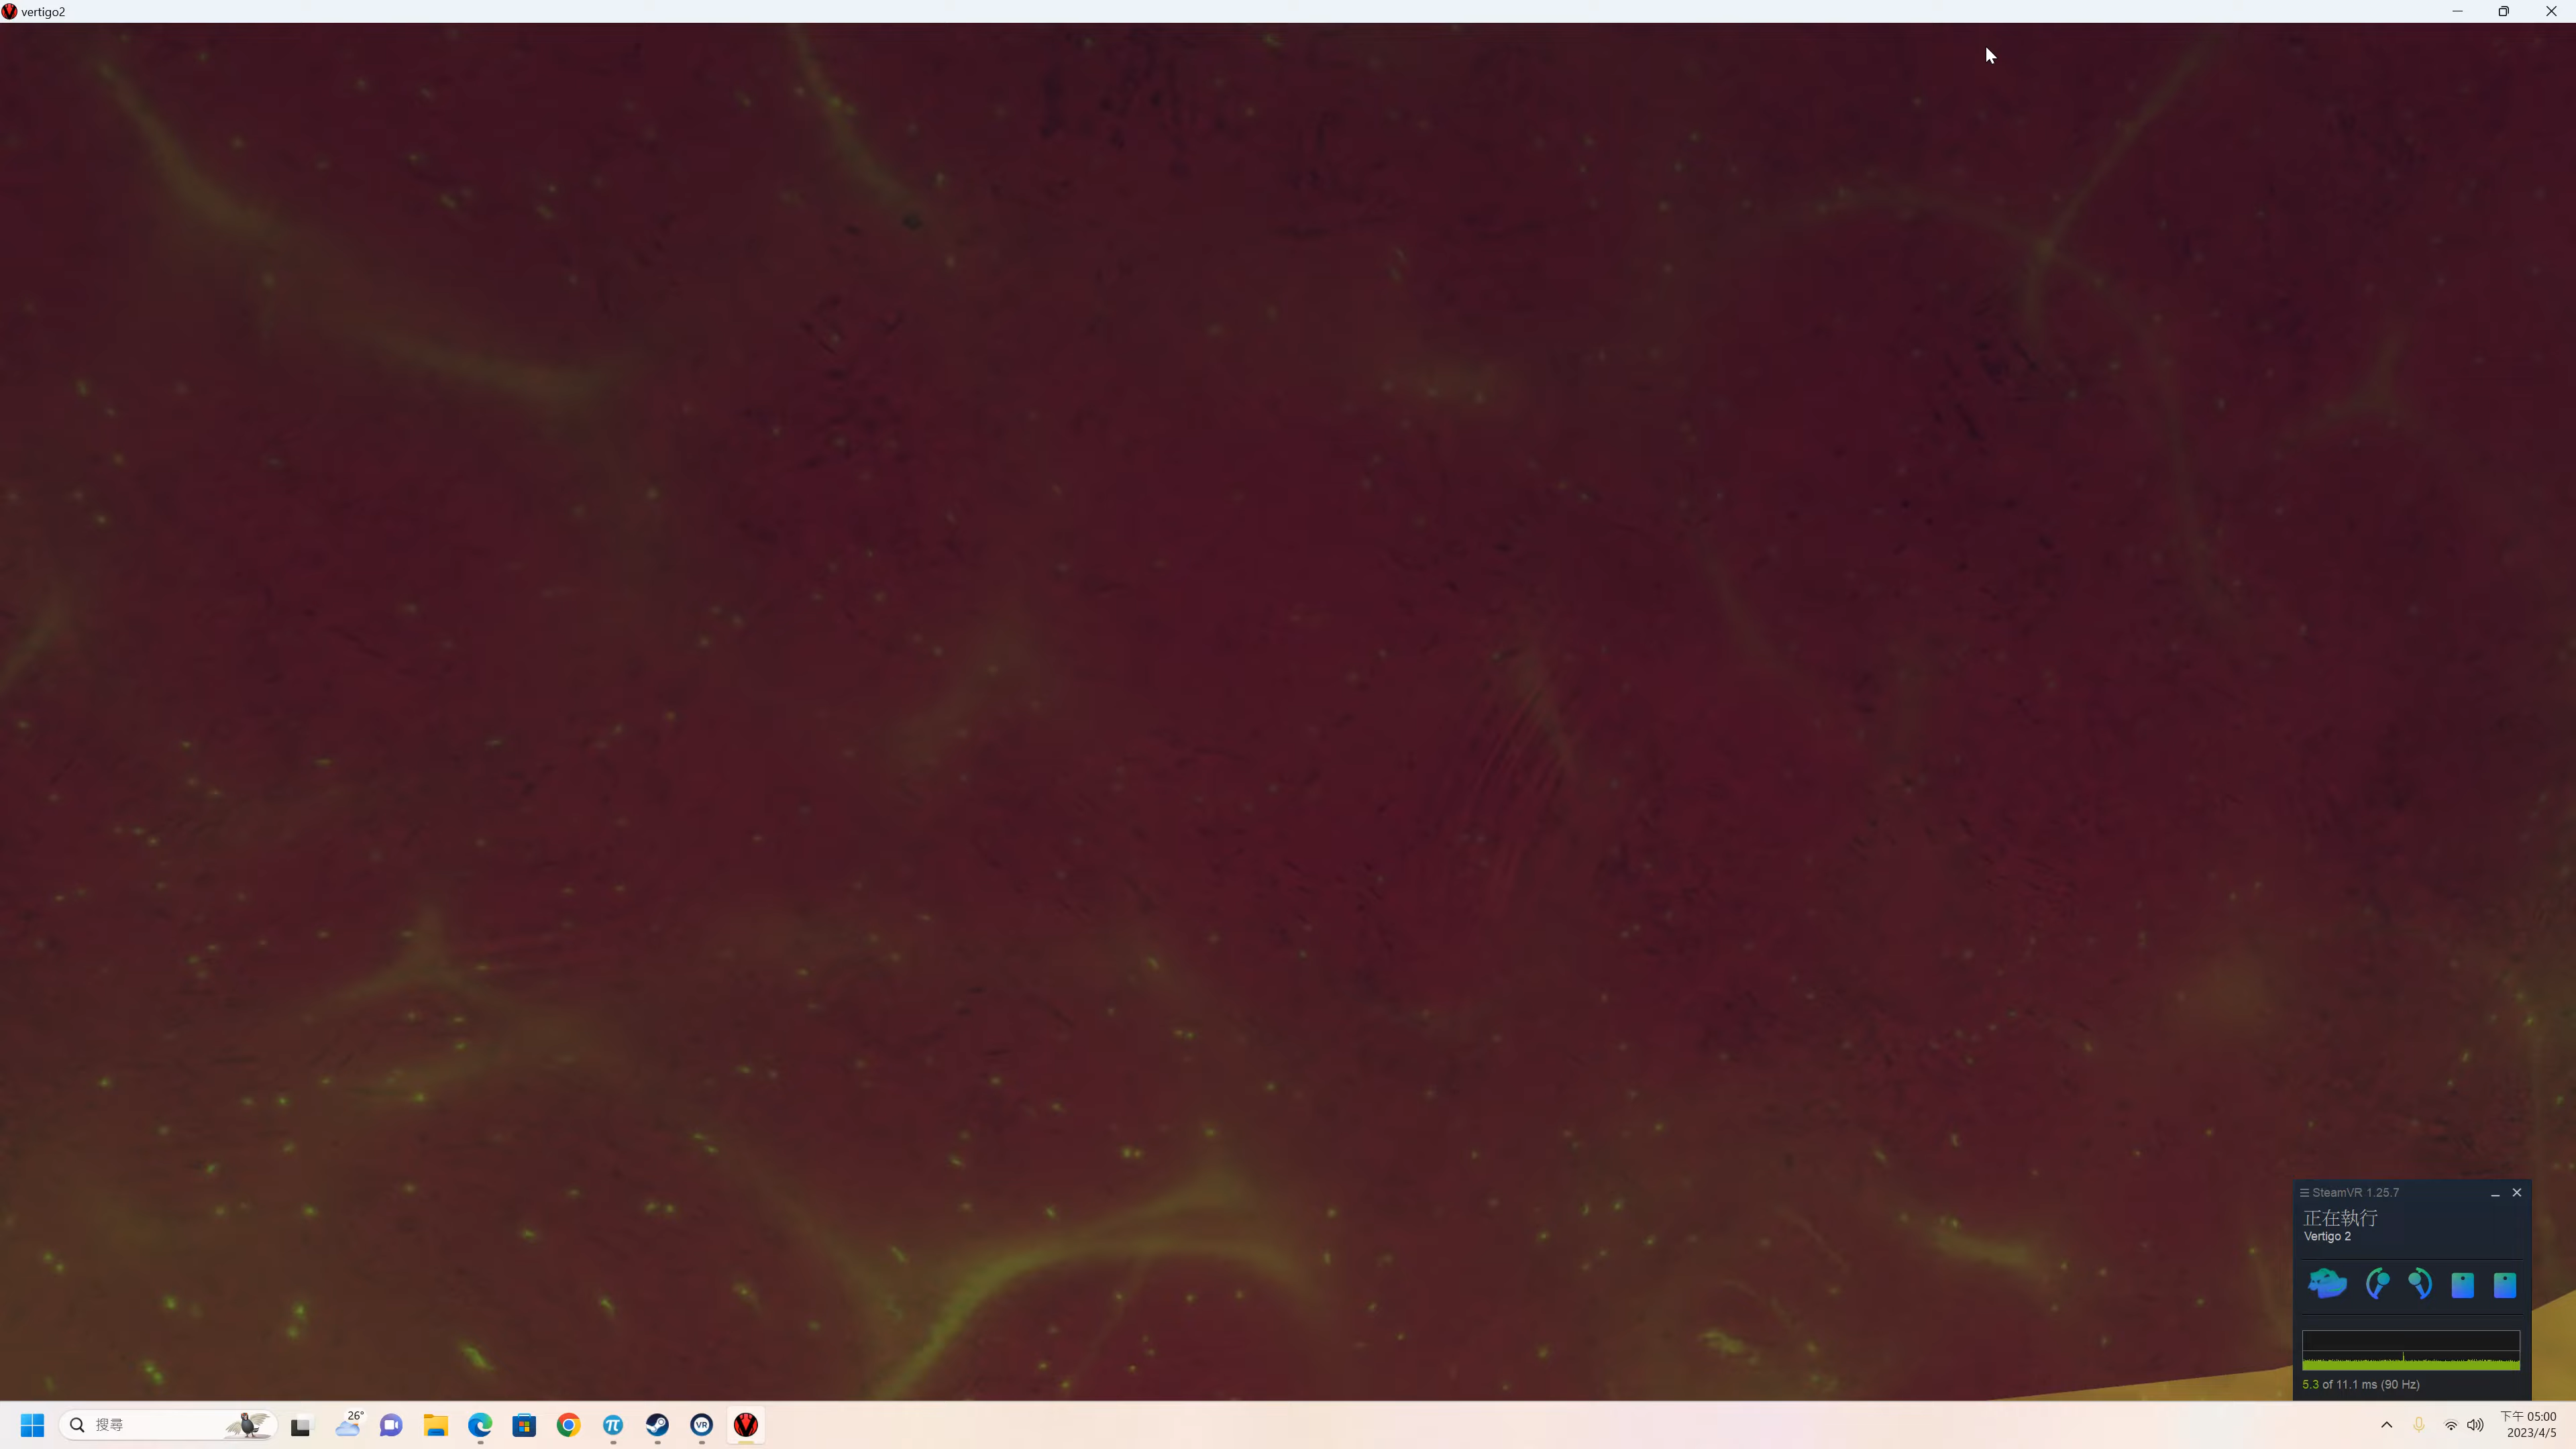 vertigo2
SteamVR 1.25.7
正在執行
Vertigo 2
5.3 of 11.1 ms (90 Hz)
搜尋
26°
VR
下午 05:00
2023/4/5